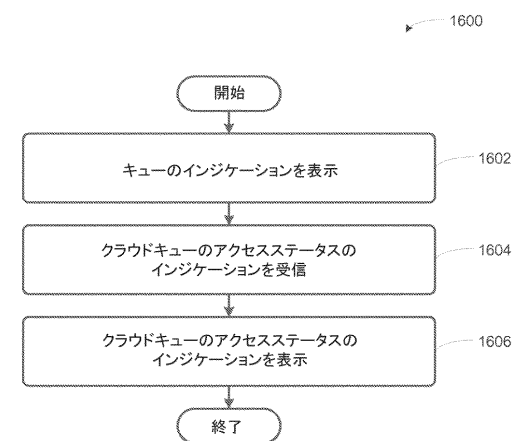 1600
開始
キューのインジケーションを表示
1602
クラウドキューのアクセスステータスの
インジケーションを受信
1604
クラウドキューのアクセスステータスの
インジケーションを表示
1606
終了